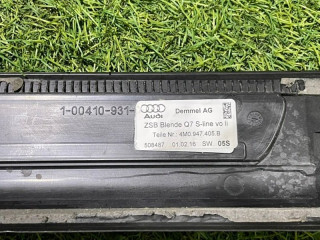 1-00410-931-
Audi
Demmel AG
ZSB Blende Q7 S-line vo li
Teile Nr.: 4M0.947.405.B
508467 01.02.16 SW. 05S